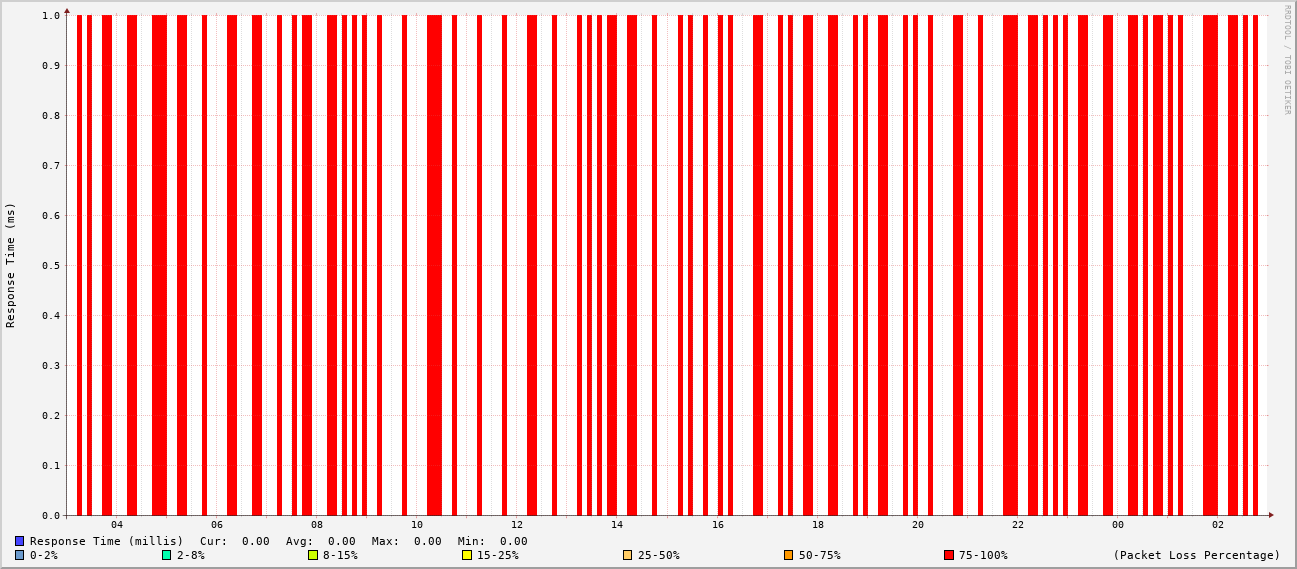 RRDTOOL / TOBI OETIKER
Response Time (ms)
1.0
0.9
0.8
0.7
0.6
0.5
0.4
0.3
0.2
0.1
0.0
04 06 08 10 12 14 16 18 20 22 00 02
Response Time (millis) Cur: 0.00 Avg: 0.00 Max: 0.00 Min: 0.00
0-2% 2-8% 8-15% 15-25% 25-50% 50-75% 75-100% (Packet Loss Percentage)